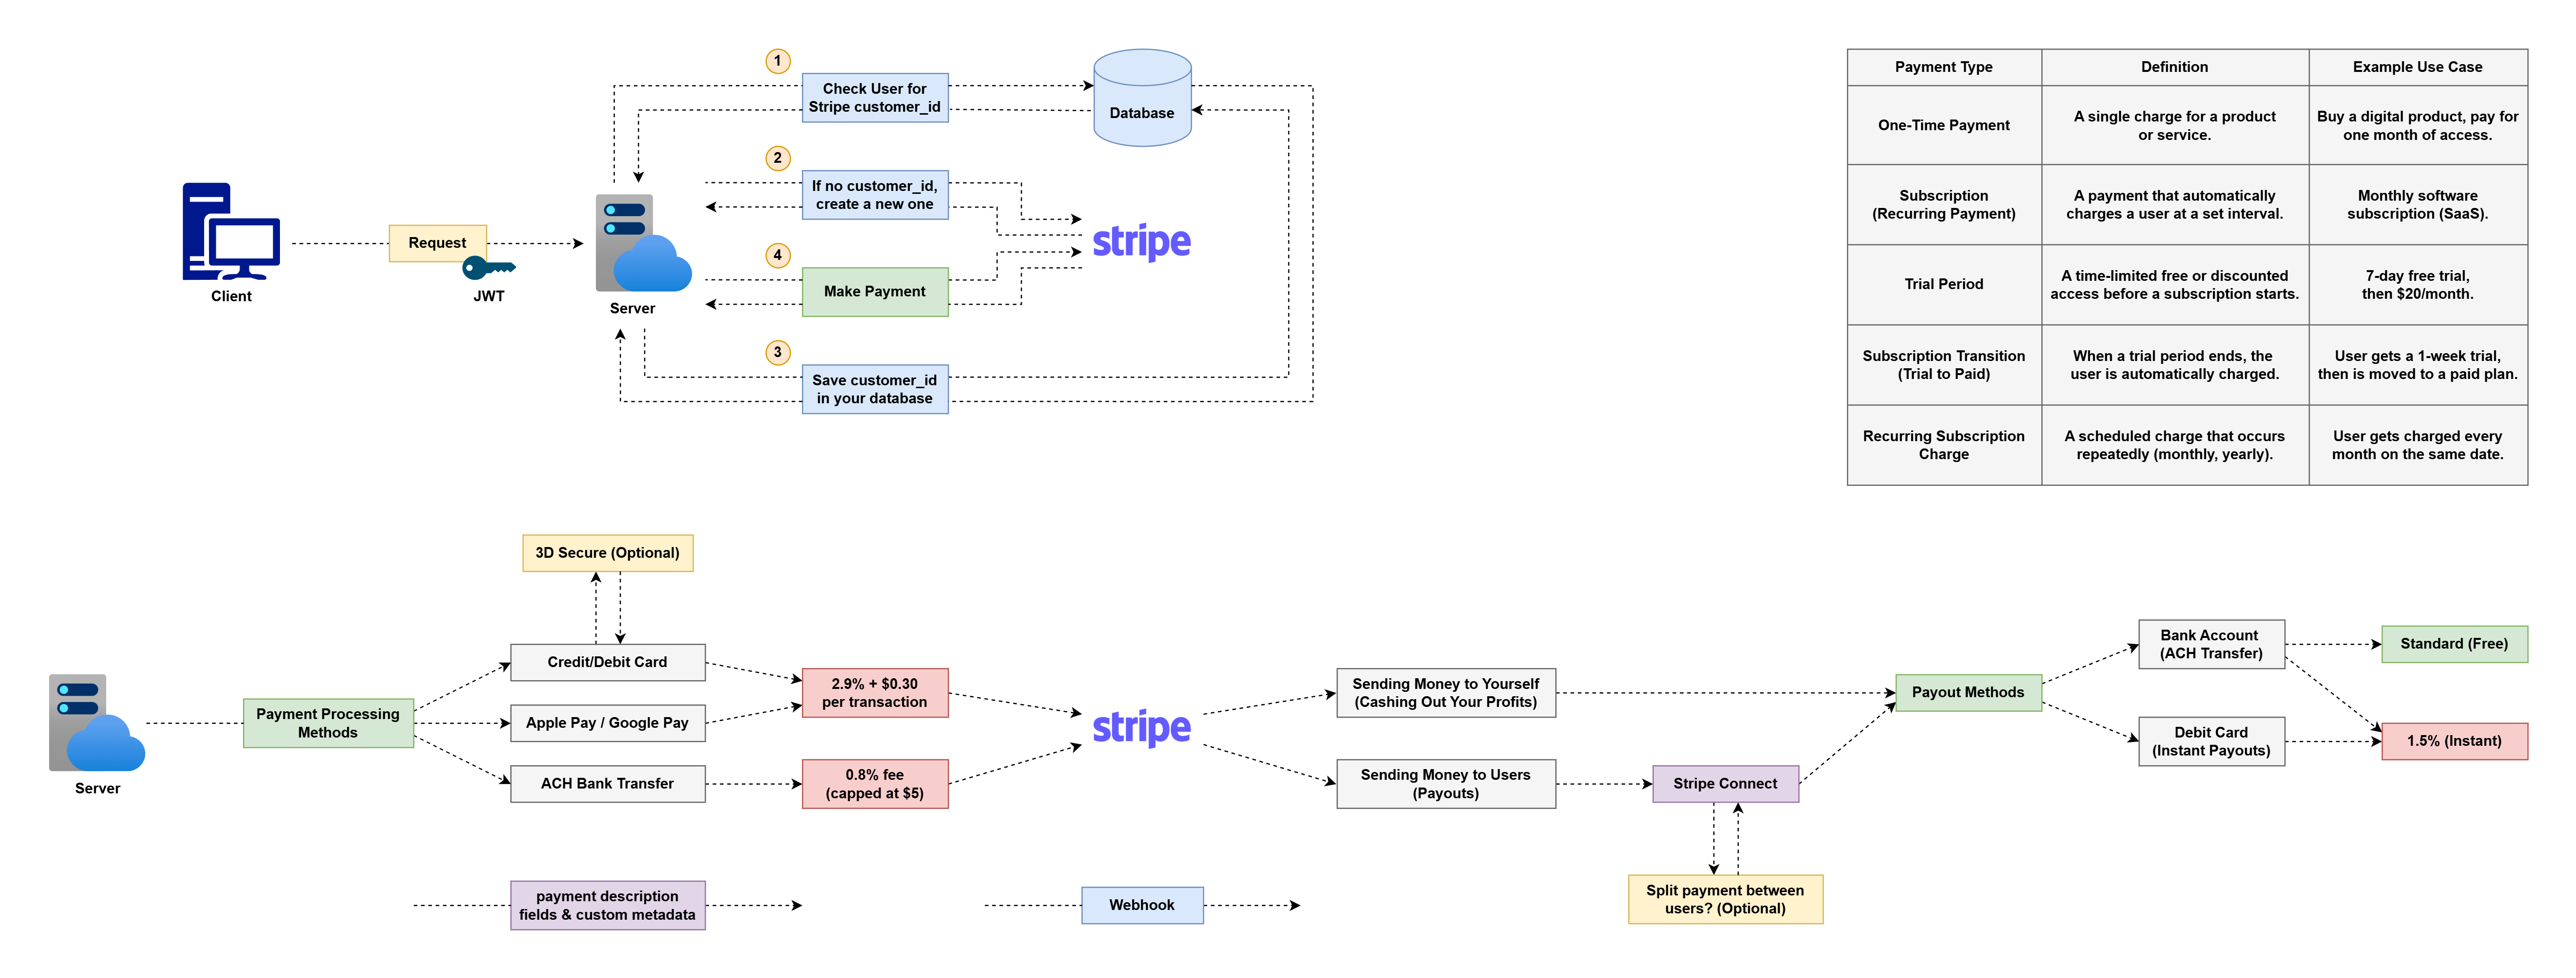 1
Check User for
Stripe customer_id
Database
2
If no customer_id,
create a new one
stripe
Request
JWT
Client
Server
4
Make Payment
3
Save customer_id
in your database
Payment Type
Definition
Example Use Case
One-Time Payment
A single charge for a product
or service.
Buy a digital product, pay for
one month of access.
Subscription
(Recurring Payment)
A payment that automatically
charges a user at a set interval.
Monthly software
subscription (SaaS).
Trial Period
A time-limited free or discounted
access before a subscription starts.
7-day free trial,
then $20/month.
Subscription Transition
(Trial to Paid)
When a trial period ends, the
user is automatically charged.
User gets a 1-week trial,
then is moved to a paid plan.
Recurring Subscription
Charge
A scheduled charge that occurs
repeatedly (monthly, yearly).
User gets charged every
month on the same date.
Server
Payment Processing
Methods
3D Secure (Optional)
Credit/Debit Card
Apple Pay / Google Pay
ACH Bank Transfer
2.9% + $0.30
per transaction
0.8% fee
(capped at $5)
stripe
Sending Money to Yourself
(Cashing Out Your Profits)
Sending Money to Users
(Payouts)
Stripe Connect
Split payment between
users? (Optional)
Payout Methods
Bank Account
(ACH Transfer)
Debit Card
(Instant Payouts)
Standard (Free)
1.5% (Instant)
payment description
fields & custom metadata
Webhook